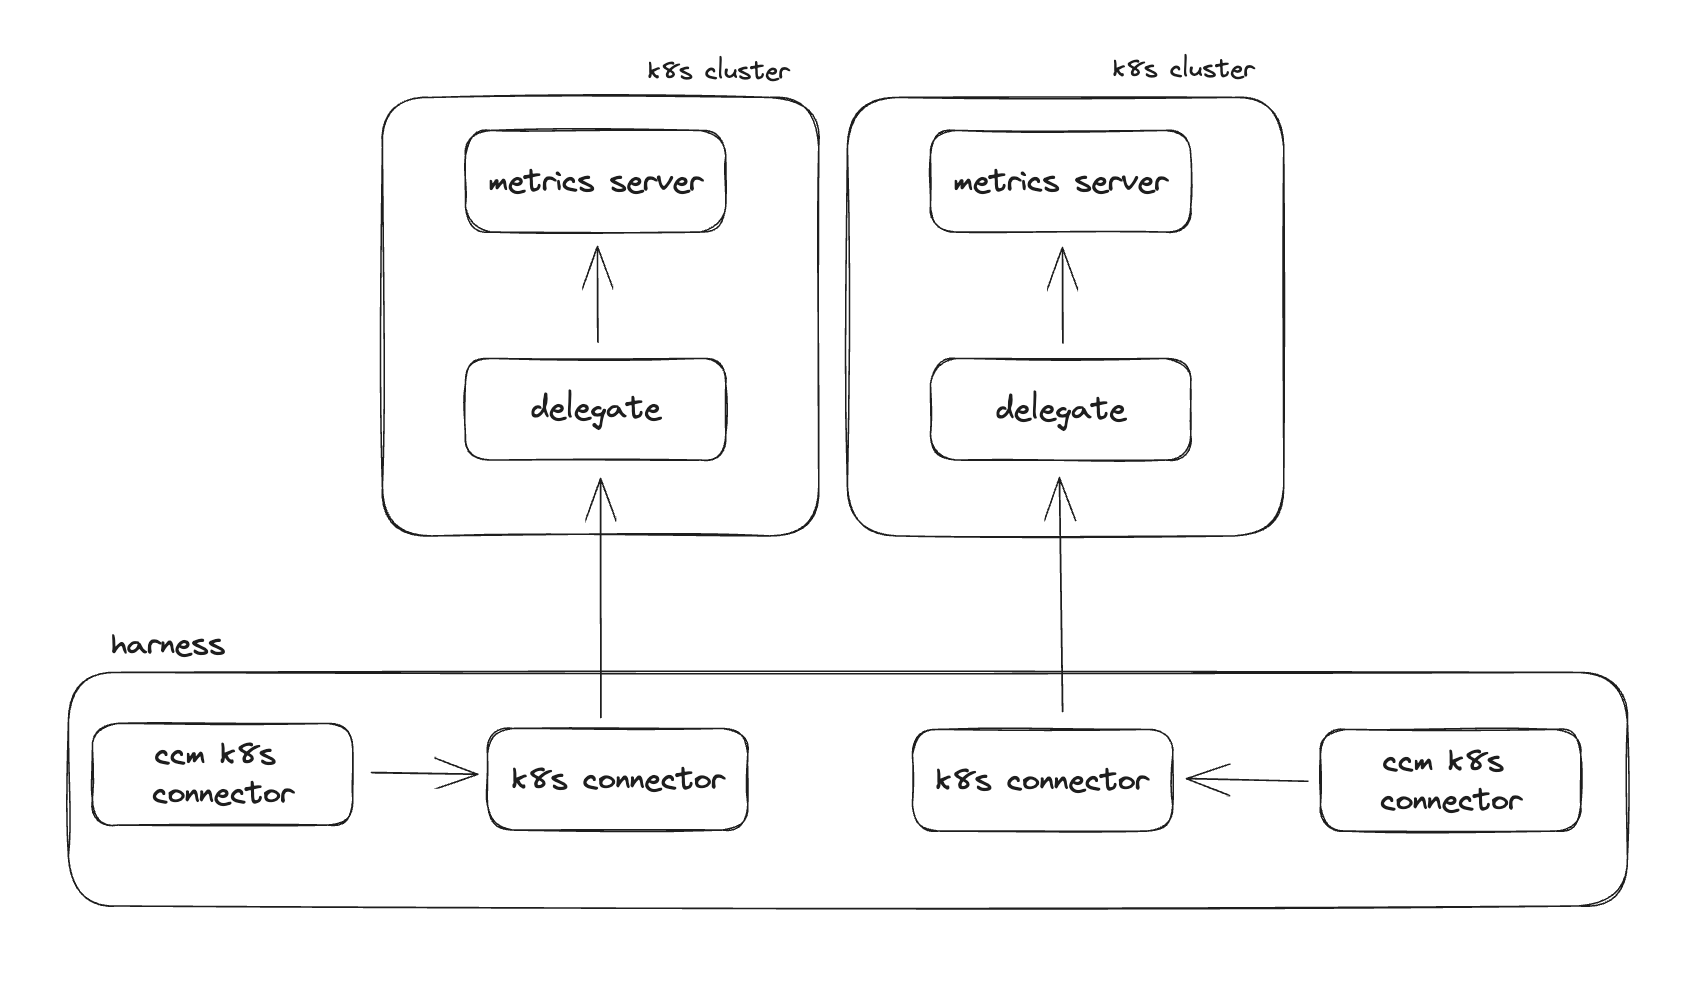 k8s cluster
k8s cluster
metrics server
metrics server
delegate
delegate
harness
ccm k8s
connector
k8s connector
k8s connector
ccm k8s
connector